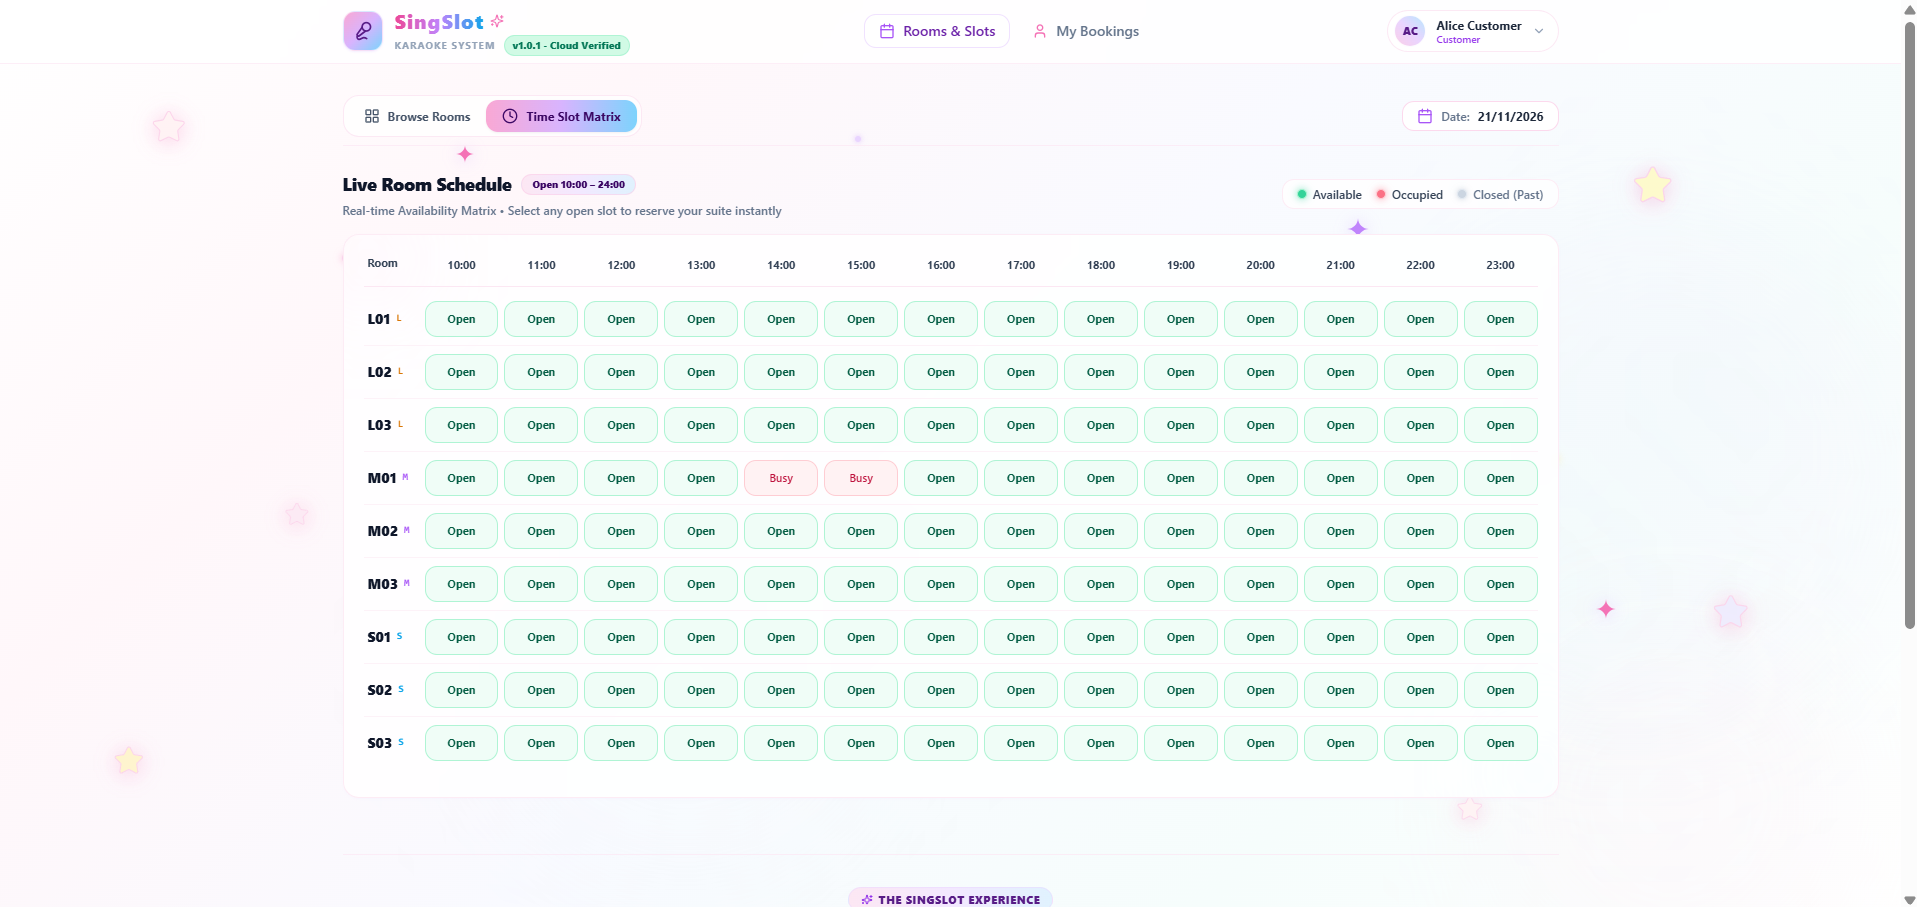 SingSlot
KARAOKE SYSTEM v1.0.1 - Cloud Verified
Rooms & Slots My Bookings
AC Alice Customer
Customer
Browse Rooms Time Slot Matrix
Date: 21/11/2026
Live Room Schedule Open 10:00 – 24:00
Real-time Availability Matrix • Select any open slot to reserve your suite instantly
Available Occupied Closed (Past)
Room 10:00 11:00 12:00 13:00 14:00 15:00 16:00 17:00 18:00 19:00 20:00 21:00 22:00 23:00
L01 L Open Open Open Open Open Open Open Open Open Open Open Open Open Open
L02 L Open Open Open Open Open Open Open Open Open Open Open Open Open Open
L03 L Open Open Open Open Open Open Open Open Open Open Open Open Open Open
M01 M Open Open Open Open Busy Busy Open Open Open Open Open Open Open Open
M02 M Open Open Open Open Open Open Open Open Open Open Open Open Open Open
M03 M Open Open Open Open Open Open Open Open Open Open Open Open Open Open
S01 S Open Open Open Open Open Open Open Open Open Open Open Open Open Open
S02 S Open Open Open Open Open Open Open Open Open Open Open Open Open Open
S03 S Open Open Open Open Open Open Open Open Open Open Open Open Open Open
THE SINGSLOT EXPERIENCE